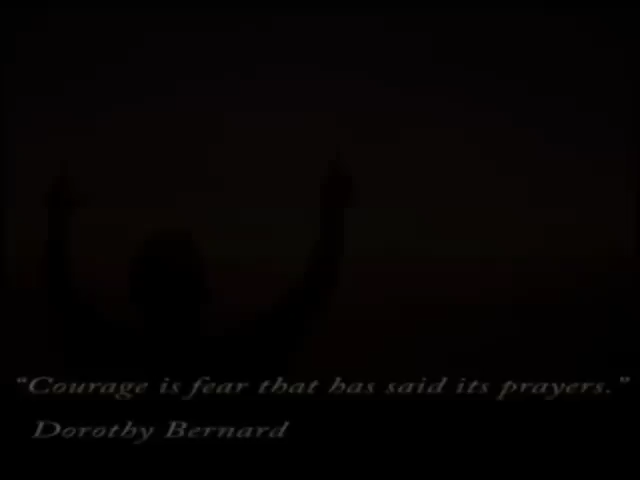 “Courage is fear that has said its prayers.”
Dorothy Bernard